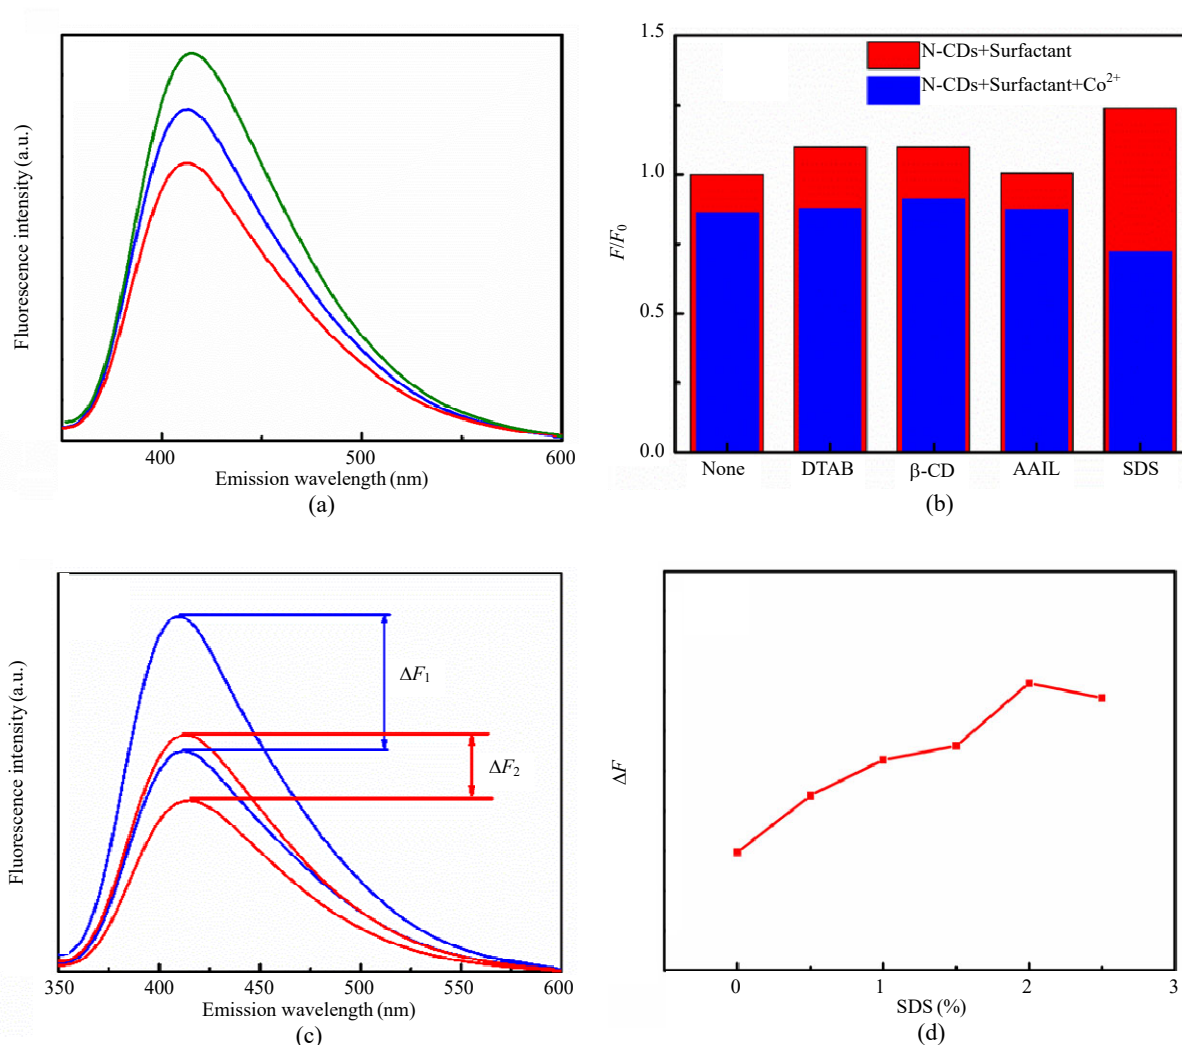 Fluorescence intensity (a.u.)
400
500
600
Emission wavelength (nm)
(a)
1.5
1.0
0.5
0.0
F/F₀
N-CDs+Surfactant
N-CDs+Surfactant+Co²⁺
None
DTAB
β-CD
AAIL
SDS
(b)
Fluorescence intensity (a.u.)
ΔF₁
ΔF₂
350
400
450
500
550
600
Emission wavelength (nm)
(c)
ΔF
0
1
2
3
SDS (%)
(d)